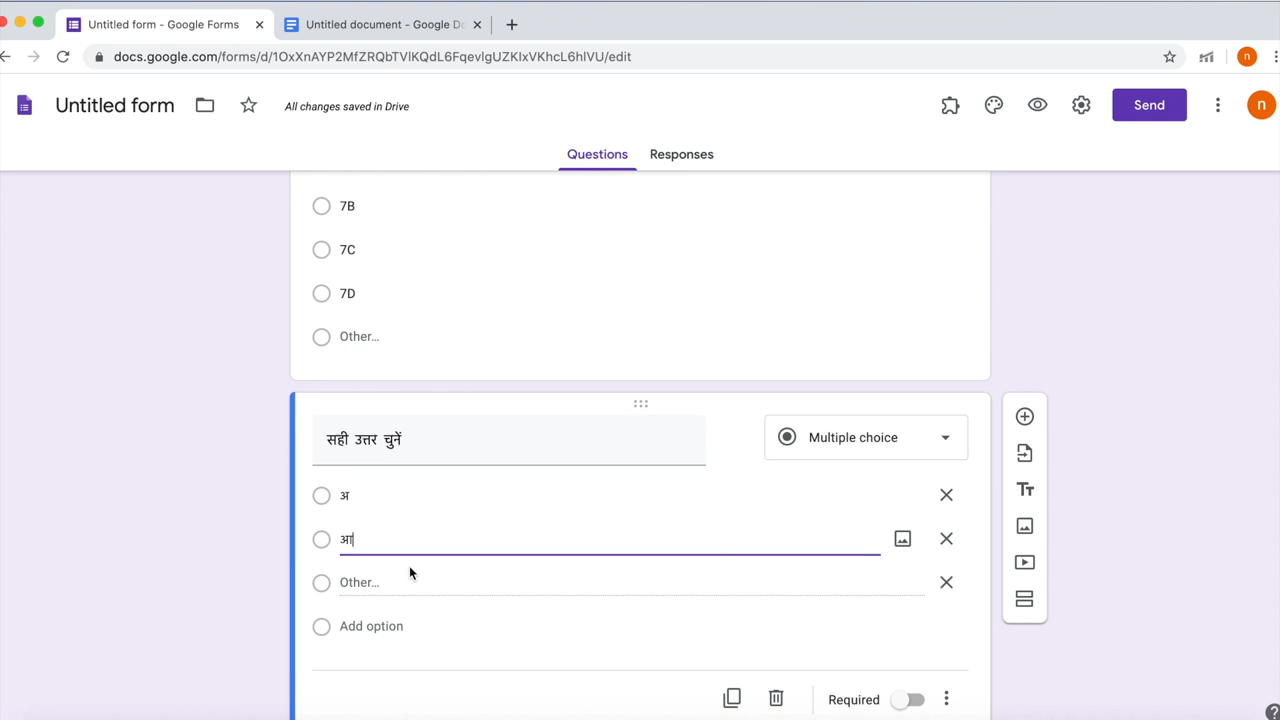 Untitled form - Google Forms
Untitled document - Google Do
docs.google.com/forms/d/1OxXnAYP2MfZRQbTVlKQdL6FqevlgUZKIxVKhcL6hlVU/edit
n
Untitled form
All changes saved in Drive
Send
n
Questions
Responses
7B
7C
7D
Other...
सही उत्तर चुनें
Multiple choice
अ
आ
Other...
Add option
Required